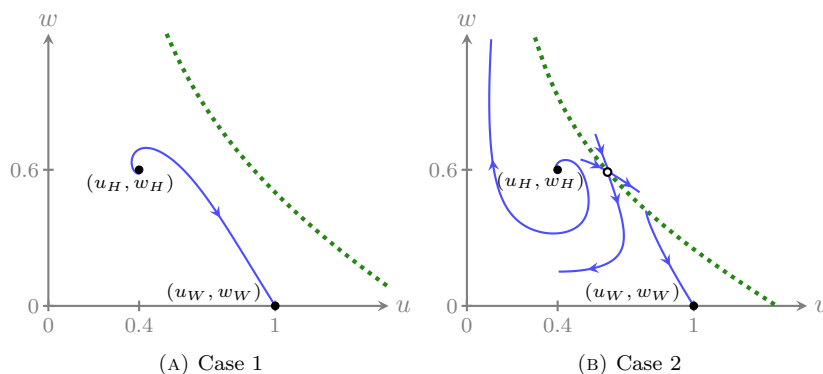 w
w
0.6
0.6
(u_H, w_H)
(u_H, w_H)
(u_W, w_W)
(u_W, w_W)
0
u
0
u
0
0.4
1
0
0.4
1
(A) Case 1
(B) Case 2